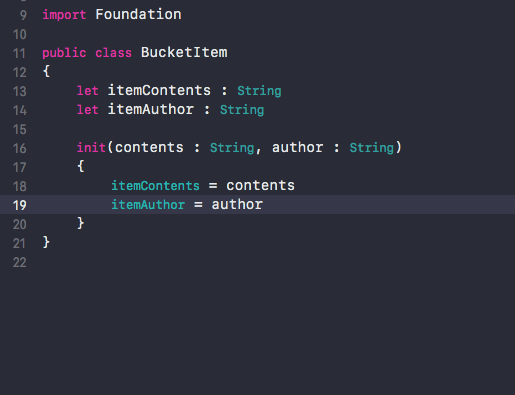 9 import Foundation
10
11 public class BucketItem
12 {
13     let itemContents : String
14     let itemAuthor : String
15
16     init(contents : String, author : String)
17     {
18         itemContents = contents
19         itemAuthor = author
20     }
21 }
22